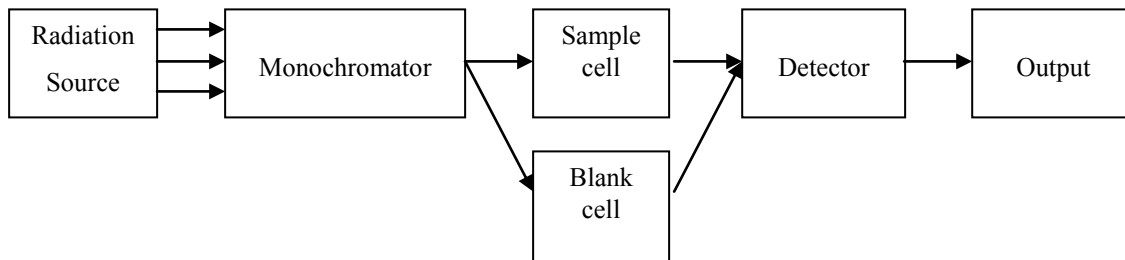 Radiation
Source
Monochromator
Sample
cell
Detector
Output
Blank
cell